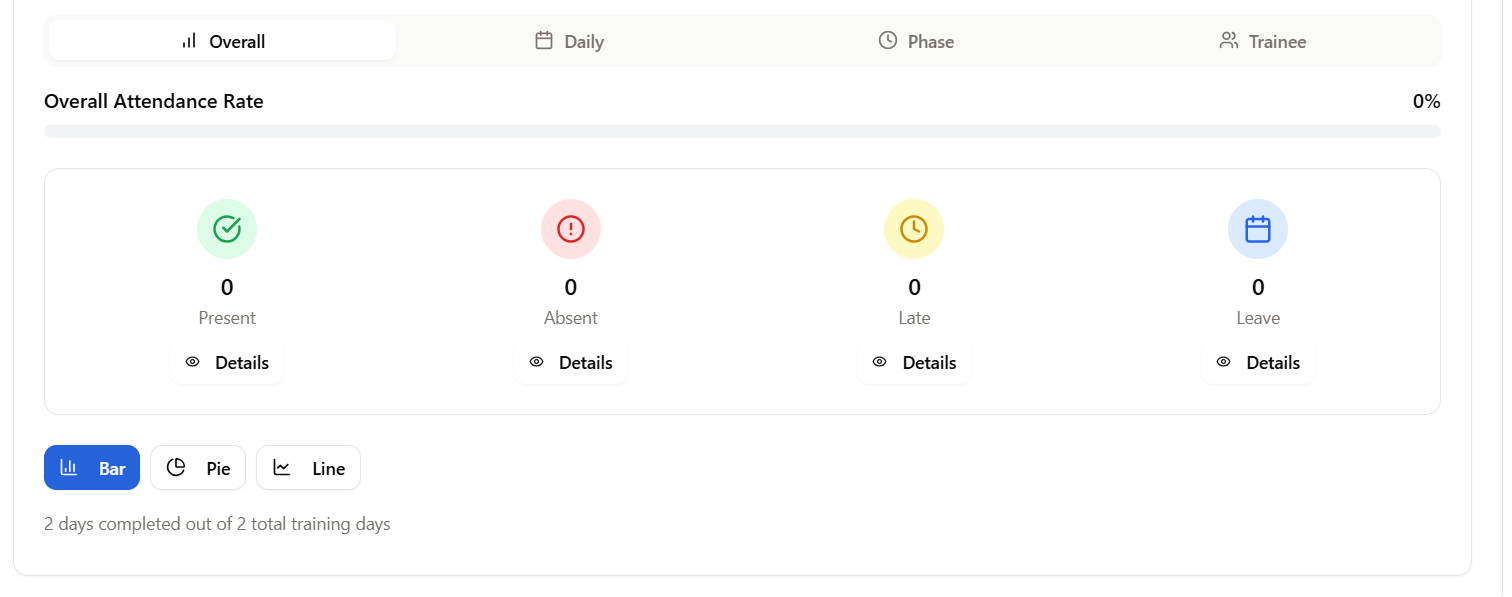 Overall Daily Phase Trainee
Overall Attendance Rate 0%
0 0 0 0
Present Absent Late Leave
Details Details Details Details
Bar Pie Line
2 days completed out of 2 total training days